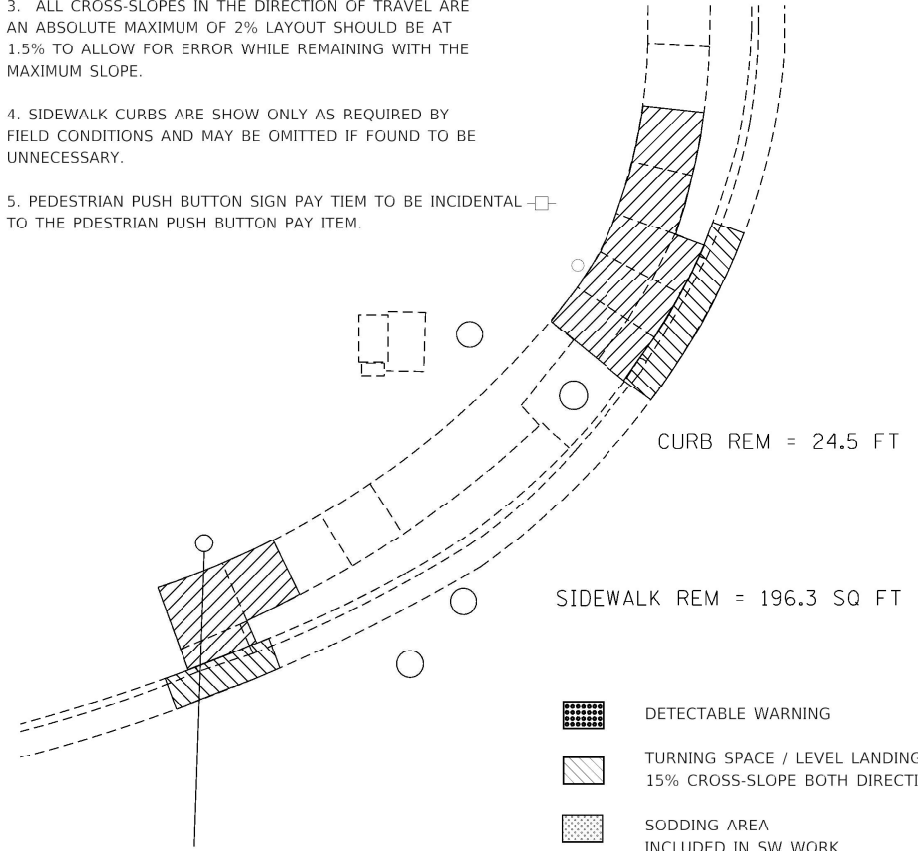 3. ALL CROSS-SLOPES IN THE DIRECTION OF TRAVEL ARE
AN ABSOLUTE MAXIMUM OF 2% LAYOUT SHOULD BE AT
1.5% TO ALLOW FOR ERROR WHILE REMAINING WITH THE
MAXIMUM SLOPE.
4. SIDEWALK CURBS ARE SHOW ONLY AS REQUIRED BY
FIELD CONDITIONS AND MAY BE OMITTED IF FOUND TO BE
UNNECESSARY.
5. PEDESTRIAN PUSH BUTTON SIGN PAY TIEM TO BE INCIDENTAL
TO THE PDESTRIAN PUSH BUTTON PAY ITEM.
CURB REM = 24.5 FT
SIDEWALK REM = 196.3 SQ FT
DETECTABLE WARNING
TURNING SPACE / LEVEL LANDING
15% CROSS-SLOPE BOTH DIRECTI
SODDING AREA
INCLUDED IN SW WORK